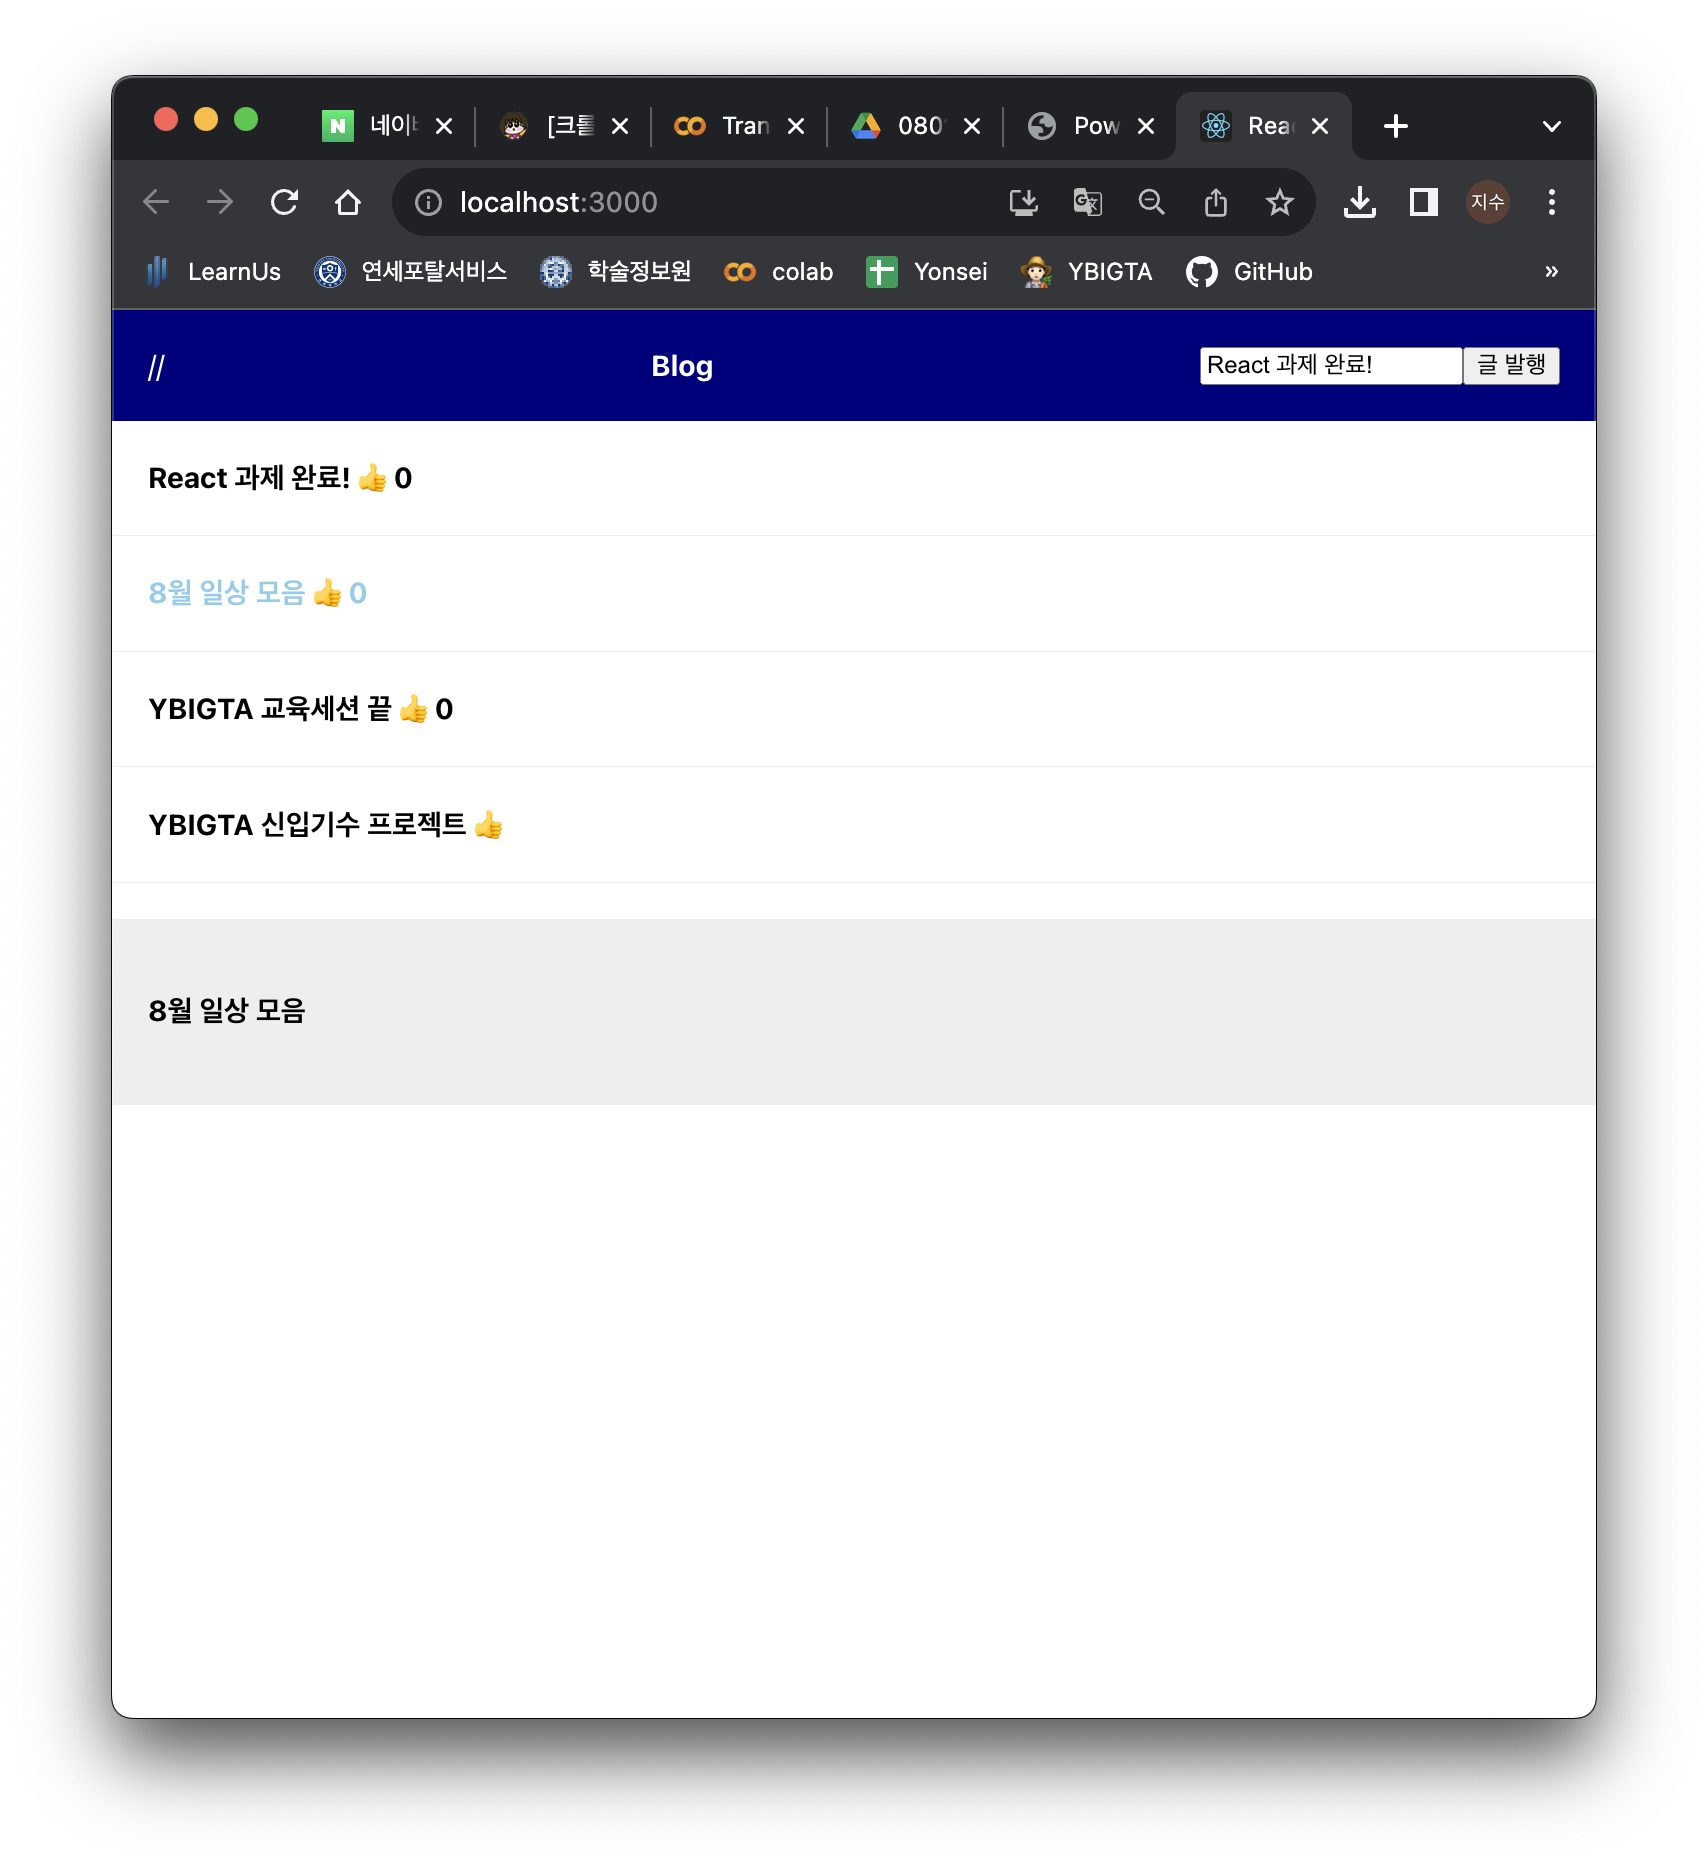 네이
[크롤
Tran
080
Pow
Rea
localhost:3000
지수
LearnUs
연세포탈서비스
학술정보원
colab
Yonsei
YBIGTA
GitHub
»
//
Blog
React 과제 완료!
글 발행
React 과제 완료! 👍 0
8월 일상 모음 👍 0
YBIGTA 교육세션 끝 👍 0
YBIGTA 신입기수 프로젝트 👍
8월 일상 모음